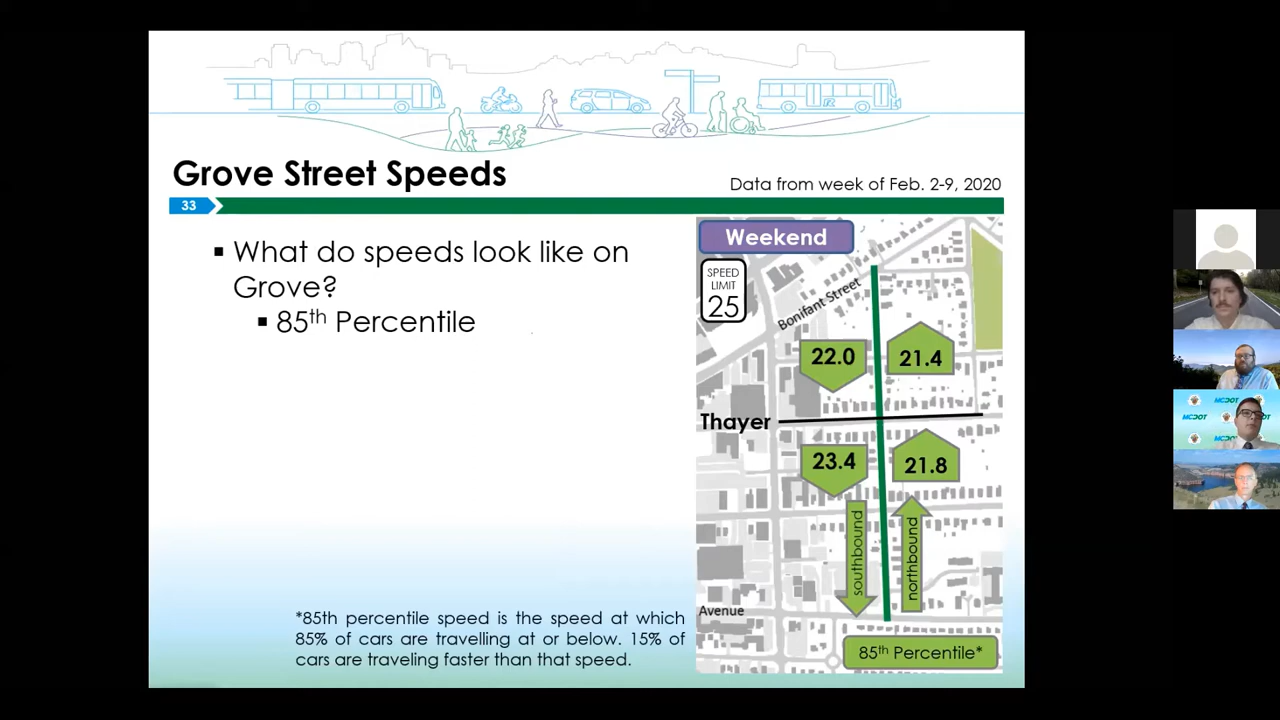 Grove Street Speeds
Data from week of Feb. 2-9, 2020
33
What do speeds look like on
Grove?
85th Percentile
*85th percentile speed is the speed at which
85% of cars are travelling at or below. 15% of
cars are traveling faster than that speed.
Weekend
SPEED
LIMIT
25
Bonifant Street
22.0
21.4
Thayer
23.4
21.8
southbound
northbound
Avenue
85th Percentile*
MCDOT
MCDOT